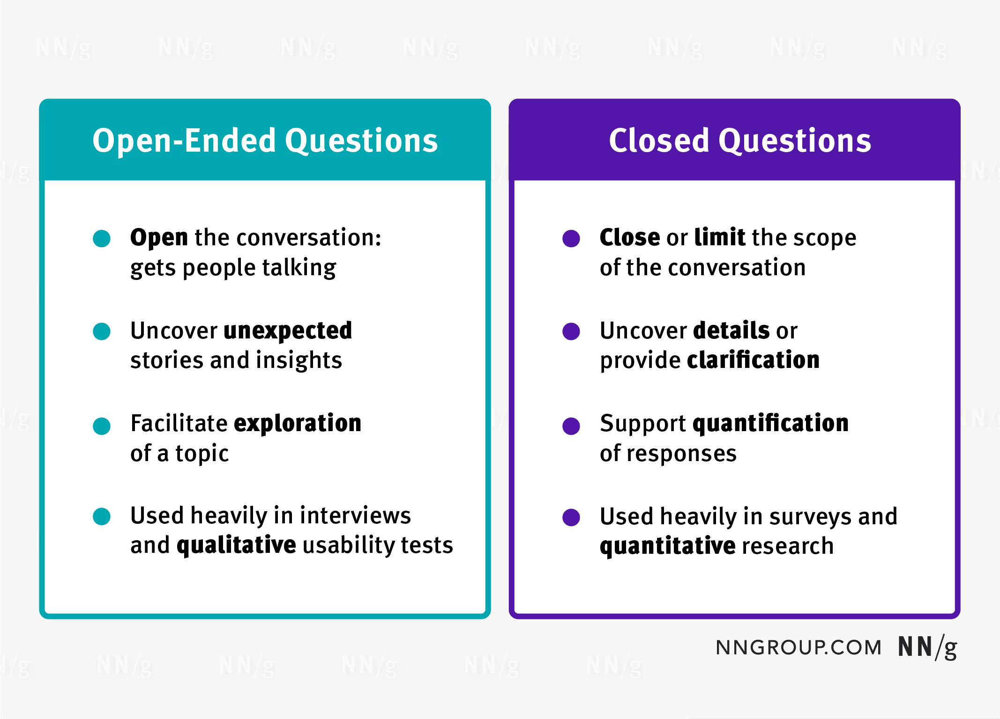 Open-Ended Questions
Open the conversation:
gets people talking
Uncover unexpected
stories and insights
Facilitate exploration
of a topic
Used heavily in interviews
and qualitative usability tests
Closed Questions
Close or limit the scope
of the conversation
Uncover details or
provide clarification
Support quantification
of responses
Used heavily in surveys and
quantitative research
NNGROUP.COM NN/g